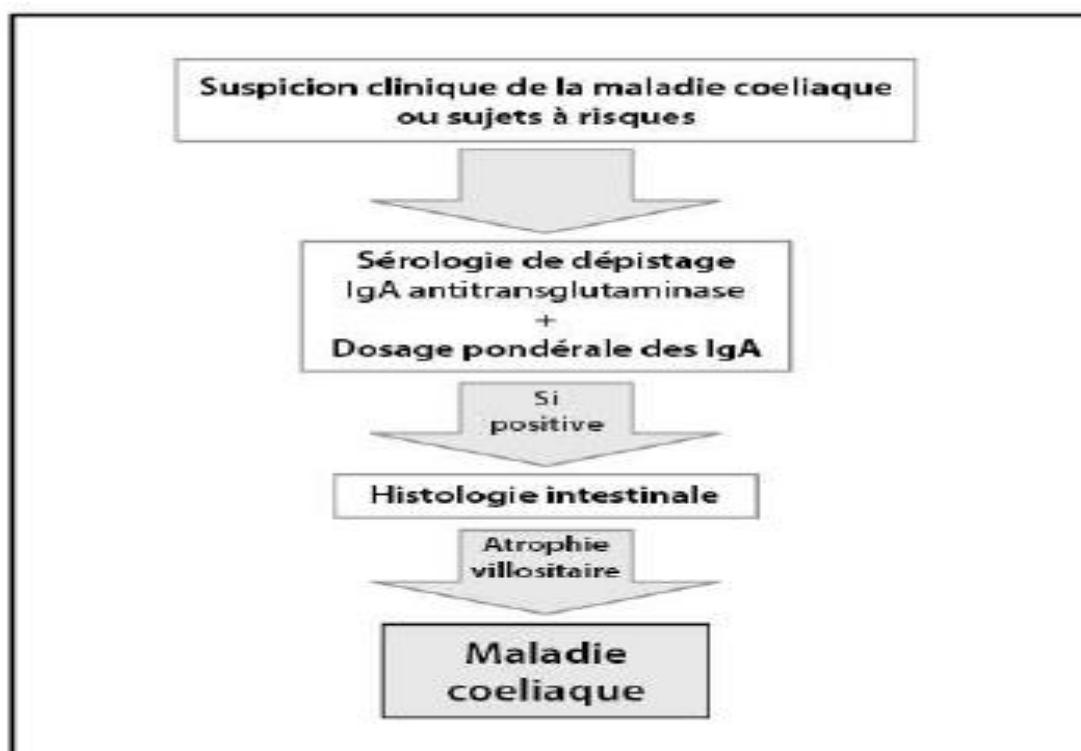 Suspicion clinique de la maladie coeliaque
ou sujets à risques
Sérologie de dépistage
IgA antitransglutaminase
+
Dosage pondérale des IgA
Si
positive
Histologie intestinale
Atrophie
villositaire
Maladie
coeliaque